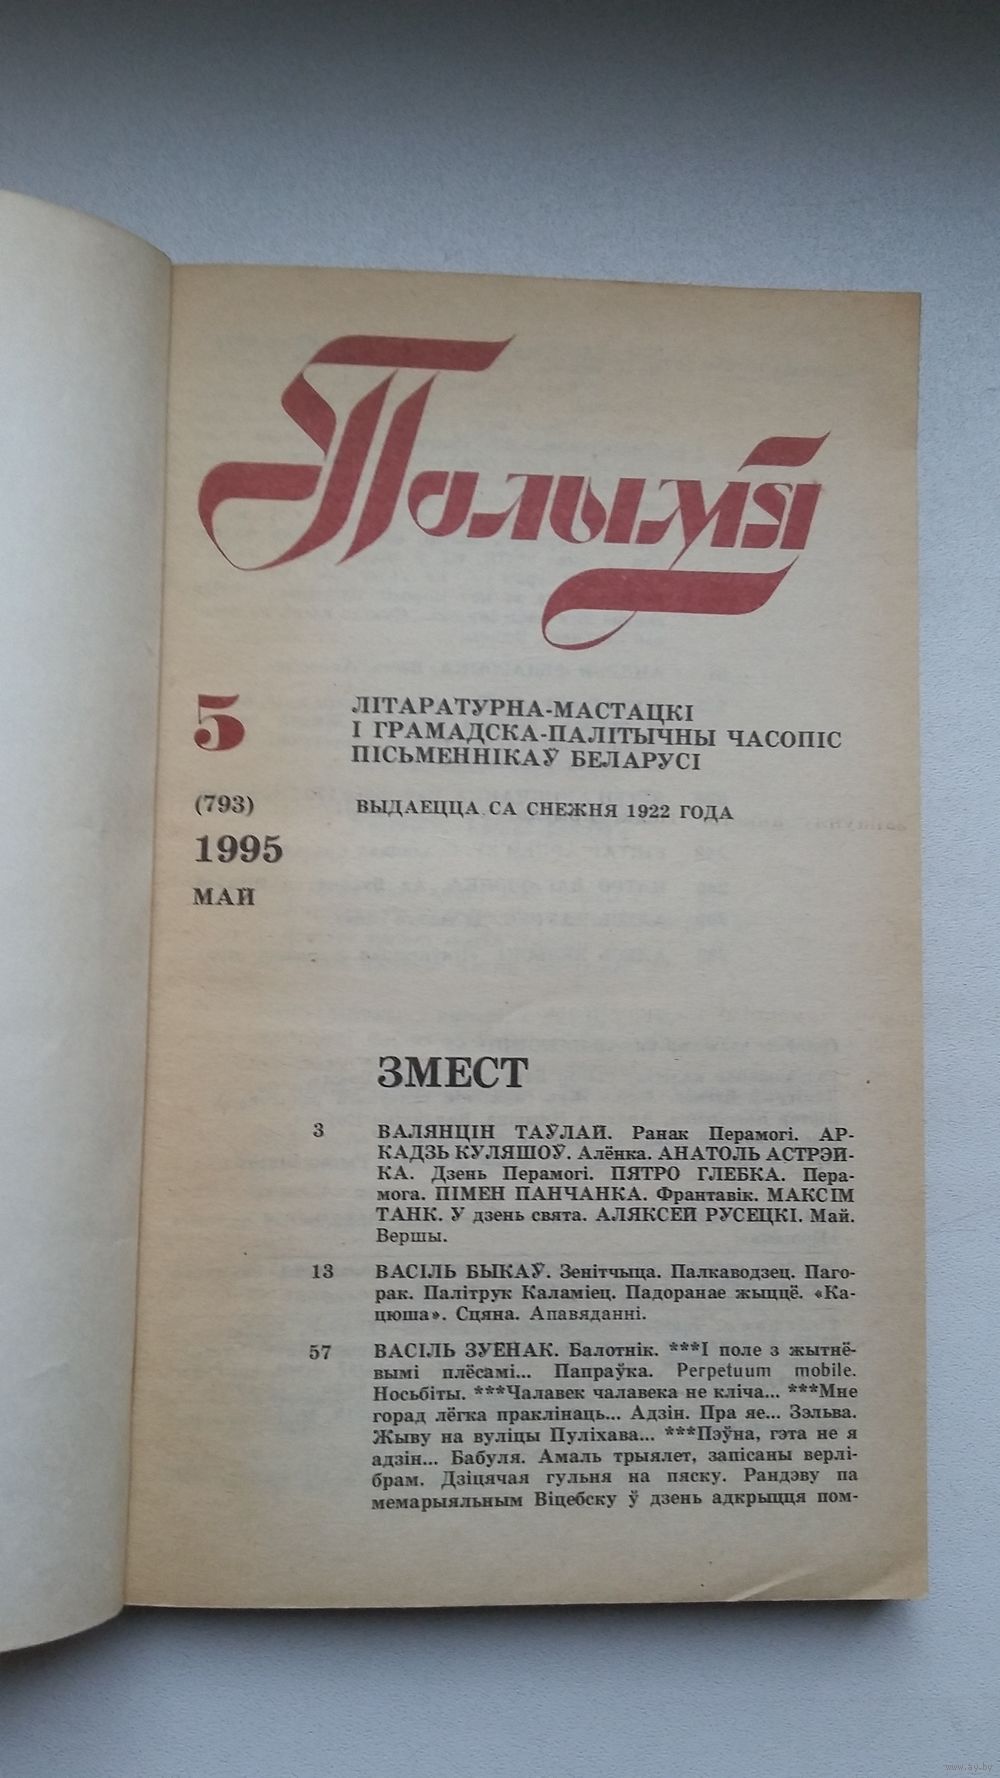 Полымя
5
ЛІТАРАТУРНА-МАСТАЦКІ
І ГРАМАДСКА-ПАЛІТЫЧНЫ ЧАСОПІС
ПІСЬМЕННІКАЎ БЕЛАРУСІ
(793)
ВЫДАЕЦЦА СА СНЕЖНЯ 1922 ГОДА
1995
МАЙ
ЗМЕСТ
3 ВАЛЯНЦІН ТАЎЛАЙ. Ранак Перамогі. АР-
КАДЗЬ КУЛЯШОЎ. Алёнка. АНАТОЛЬ АСТРЭЙ-
КА. Дзень Перамогі. ПЯТРО ГЛЕБКА. Пера-
мога. ПІМЕН ПАНЧАНКА. Франтавік. МАКСІМ
ТАНК. У дзень свята. АЛЯКСЕЙ РУСЕЦКІ. Май.
Вершы.
13 ВАСІЛЬ БЫКАЎ. Зенітчыца. Палкаводзец. Паго-
рак. Палітрук Каламіец. Падоранае жыццё. «Ка-
цюша». Сцяна. Апавяданні.
57 ВАСІЛЬ ЗУЁНАК. Балотнік. ***І поле з жытнё-
вымі плёсамі... Папраўка. Perpetuum mobile.
Носьбіты. ***Чалавек чалавека не кліча... ***Мне
горад лёгка праклінаць... Адзін. Пра яе... Зэльва.
Жыву на вуліцы Пуліхава... ***Пэўна, гэта не я
адзін... Бабуля. Амаль трыялет, запісаны верлі-
брам. Дзіцячая гульня на пяску. Рандэву па
мемарыяльным Віцебску ў дзень адкрыцця пом-
www.ay.by